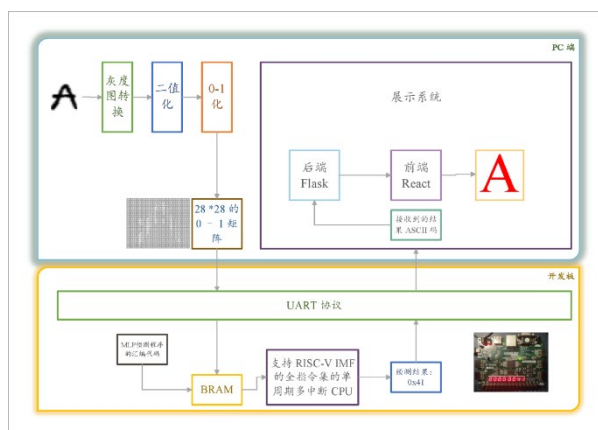 PC 端
A
灰度
图转
换
二值
化
0-1
化
展示系统
后端
Flask
前端
React
A
接收到的结
果 ASCII 码
28 *28 的
0 - 1 矩
阵
开发板
UART 协议
MLP检测程序
的汇编代码
BRAM
支持 RISC-V IMF
的全指令集的单
周期多中断 CPU
检测结果:
0x41